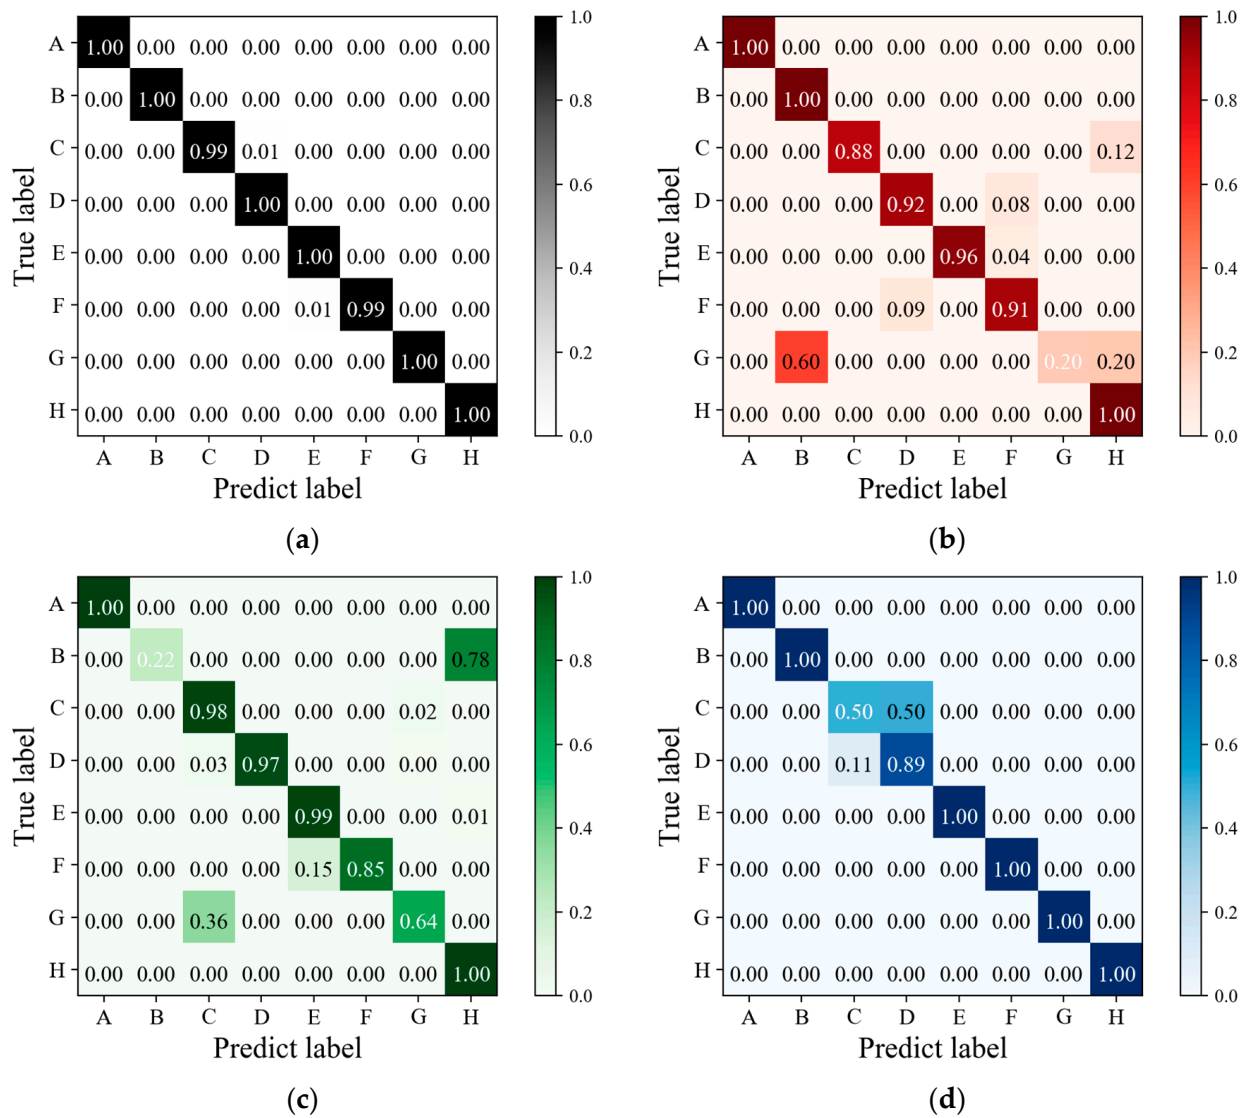 A 1.00 0.00 0.00 0.00 0.00 0.00 0.00 0.00
B 0.00 1.00 0.00 0.00 0.00 0.00 0.00 0.00
C 0.00 0.00 0.99 0.01 0.00 0.00 0.00 0.00
D 0.00 0.00 0.00 1.00 0.00 0.00 0.00 0.00
E 0.00 0.00 0.00 0.00 1.00 0.00 0.00 0.00
F 0.00 0.00 0.00 0.00 0.01 0.99 0.00 0.00
G 0.00 0.00 0.00 0.00 0.00 0.00 1.00 0.00
H 0.00 0.00 0.00 0.00 0.00 0.00 0.00 1.00
A B C D E F G H
True label
Predict label
1.0
0.8
0.6
0.4
0.2
0.0
(a)
A 1.00 0.00 0.00 0.00 0.00 0.00 0.00 0.00
B 0.00 1.00 0.00 0.00 0.00 0.00 0.00 0.00
C 0.00 0.00 0.88 0.00 0.00 0.00 0.00 0.12
D 0.00 0.00 0.00 0.92 0.00 0.08 0.00 0.00
E 0.00 0.00 0.00 0.00 0.96 0.04 0.00 0.00
F 0.00 0.00 0.00 0.09 0.00 0.91 0.00 0.00
G 0.00 0.60 0.00 0.00 0.00 0.00 0.20 0.20
H 0.00 0.00 0.00 0.00 0.00 0.00 0.00 1.00
A B C D E F G H
True label
Predict label
1.0
0.8
0.6
0.4
0.2
0.0
(b)
A 1.00 0.00 0.00 0.00 0.00 0.00 0.00 0.00
B 0.00 0.22 0.00 0.00 0.00 0.00 0.00 0.78
C 0.00 0.00 0.98 0.00 0.00 0.00 0.02 0.00
D 0.00 0.00 0.03 0.97 0.00 0.00 0.00 0.00
E 0.00 0.00 0.00 0.00 0.99 0.00 0.00 0.01
F 0.00 0.00 0.00 0.00 0.15 0.85 0.00 0.00
G 0.00 0.00 0.36 0.00 0.00 0.00 0.64 0.00
H 0.00 0.00 0.00 0.00 0.00 0.00 0.00 1.00
A B C D E F G H
True label
Predict label
1.0
0.8
0.6
0.4
0.2
0.0
(c)
A 1.00 0.00 0.00 0.00 0.00 0.00 0.00 0.00
B 0.00 1.00 0.00 0.00 0.00 0.00 0.00 0.00
C 0.00 0.00 0.50 0.50 0.00 0.00 0.00 0.00
D 0.00 0.00 0.11 0.89 0.00 0.00 0.00 0.00
E 0.00 0.00 0.00 0.00 1.00 0.00 0.00 0.00
F 0.00 0.00 0.00 0.00 0.00 1.00 0.00 0.00
G 0.00 0.00 0.00 0.00 0.00 0.00 1.00 0.00
H 0.00 0.00 0.00 0.00 0.00 0.00 0.00 1.00
A B C D E F G H
True label
Predict label
1.0
0.8
0.6
0.4
0.2
0.0
(d)